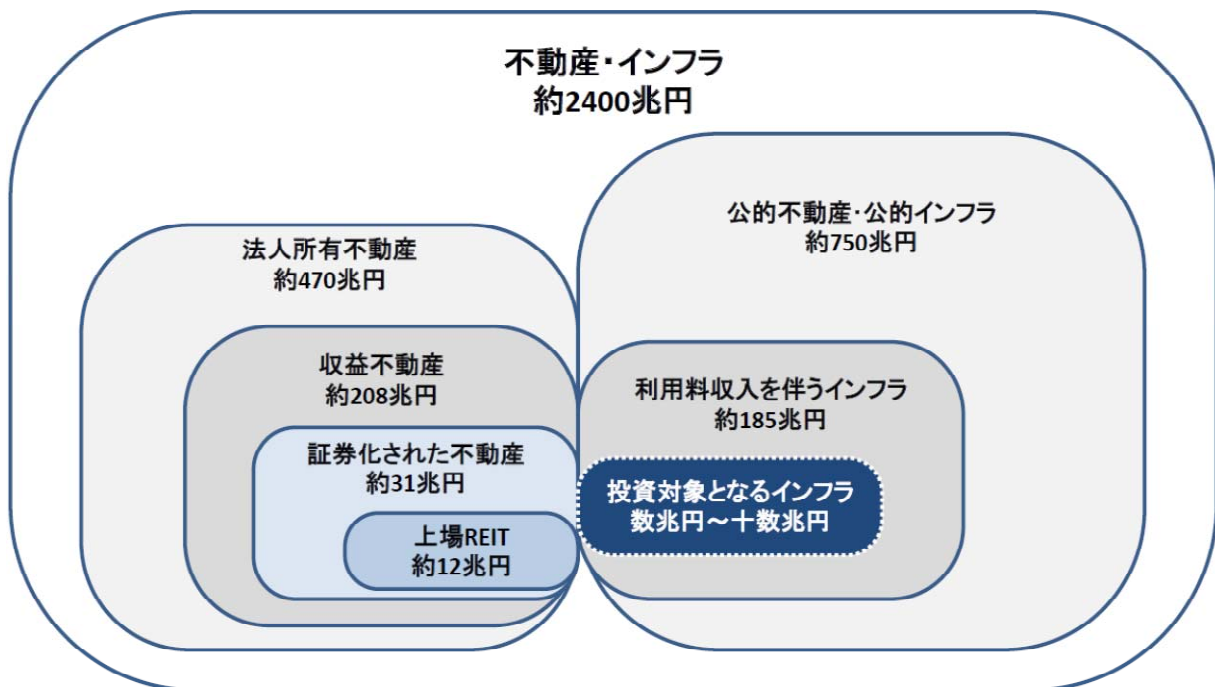 不動産・インフラ
約2400兆円
公的不動産・公的インフラ
約750兆円
法人所有不動産
約470兆円
収益不動産
約208兆円
利用料収入を伴うインフラ
約185兆円
証券化された不動産
約31兆円
投資対象となるインフラ
数兆円～十数兆円
上場REIT
約12兆円